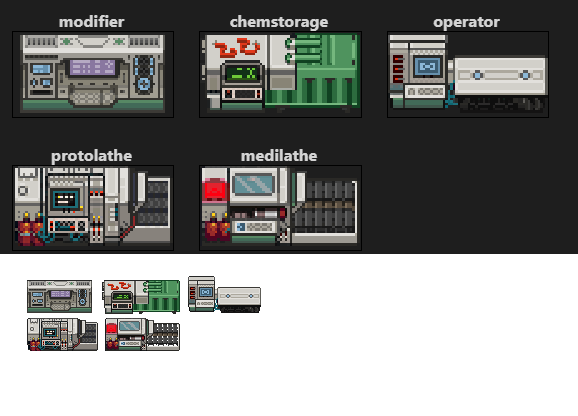 modifier
chemstorage
operator
protolathe
medilathe